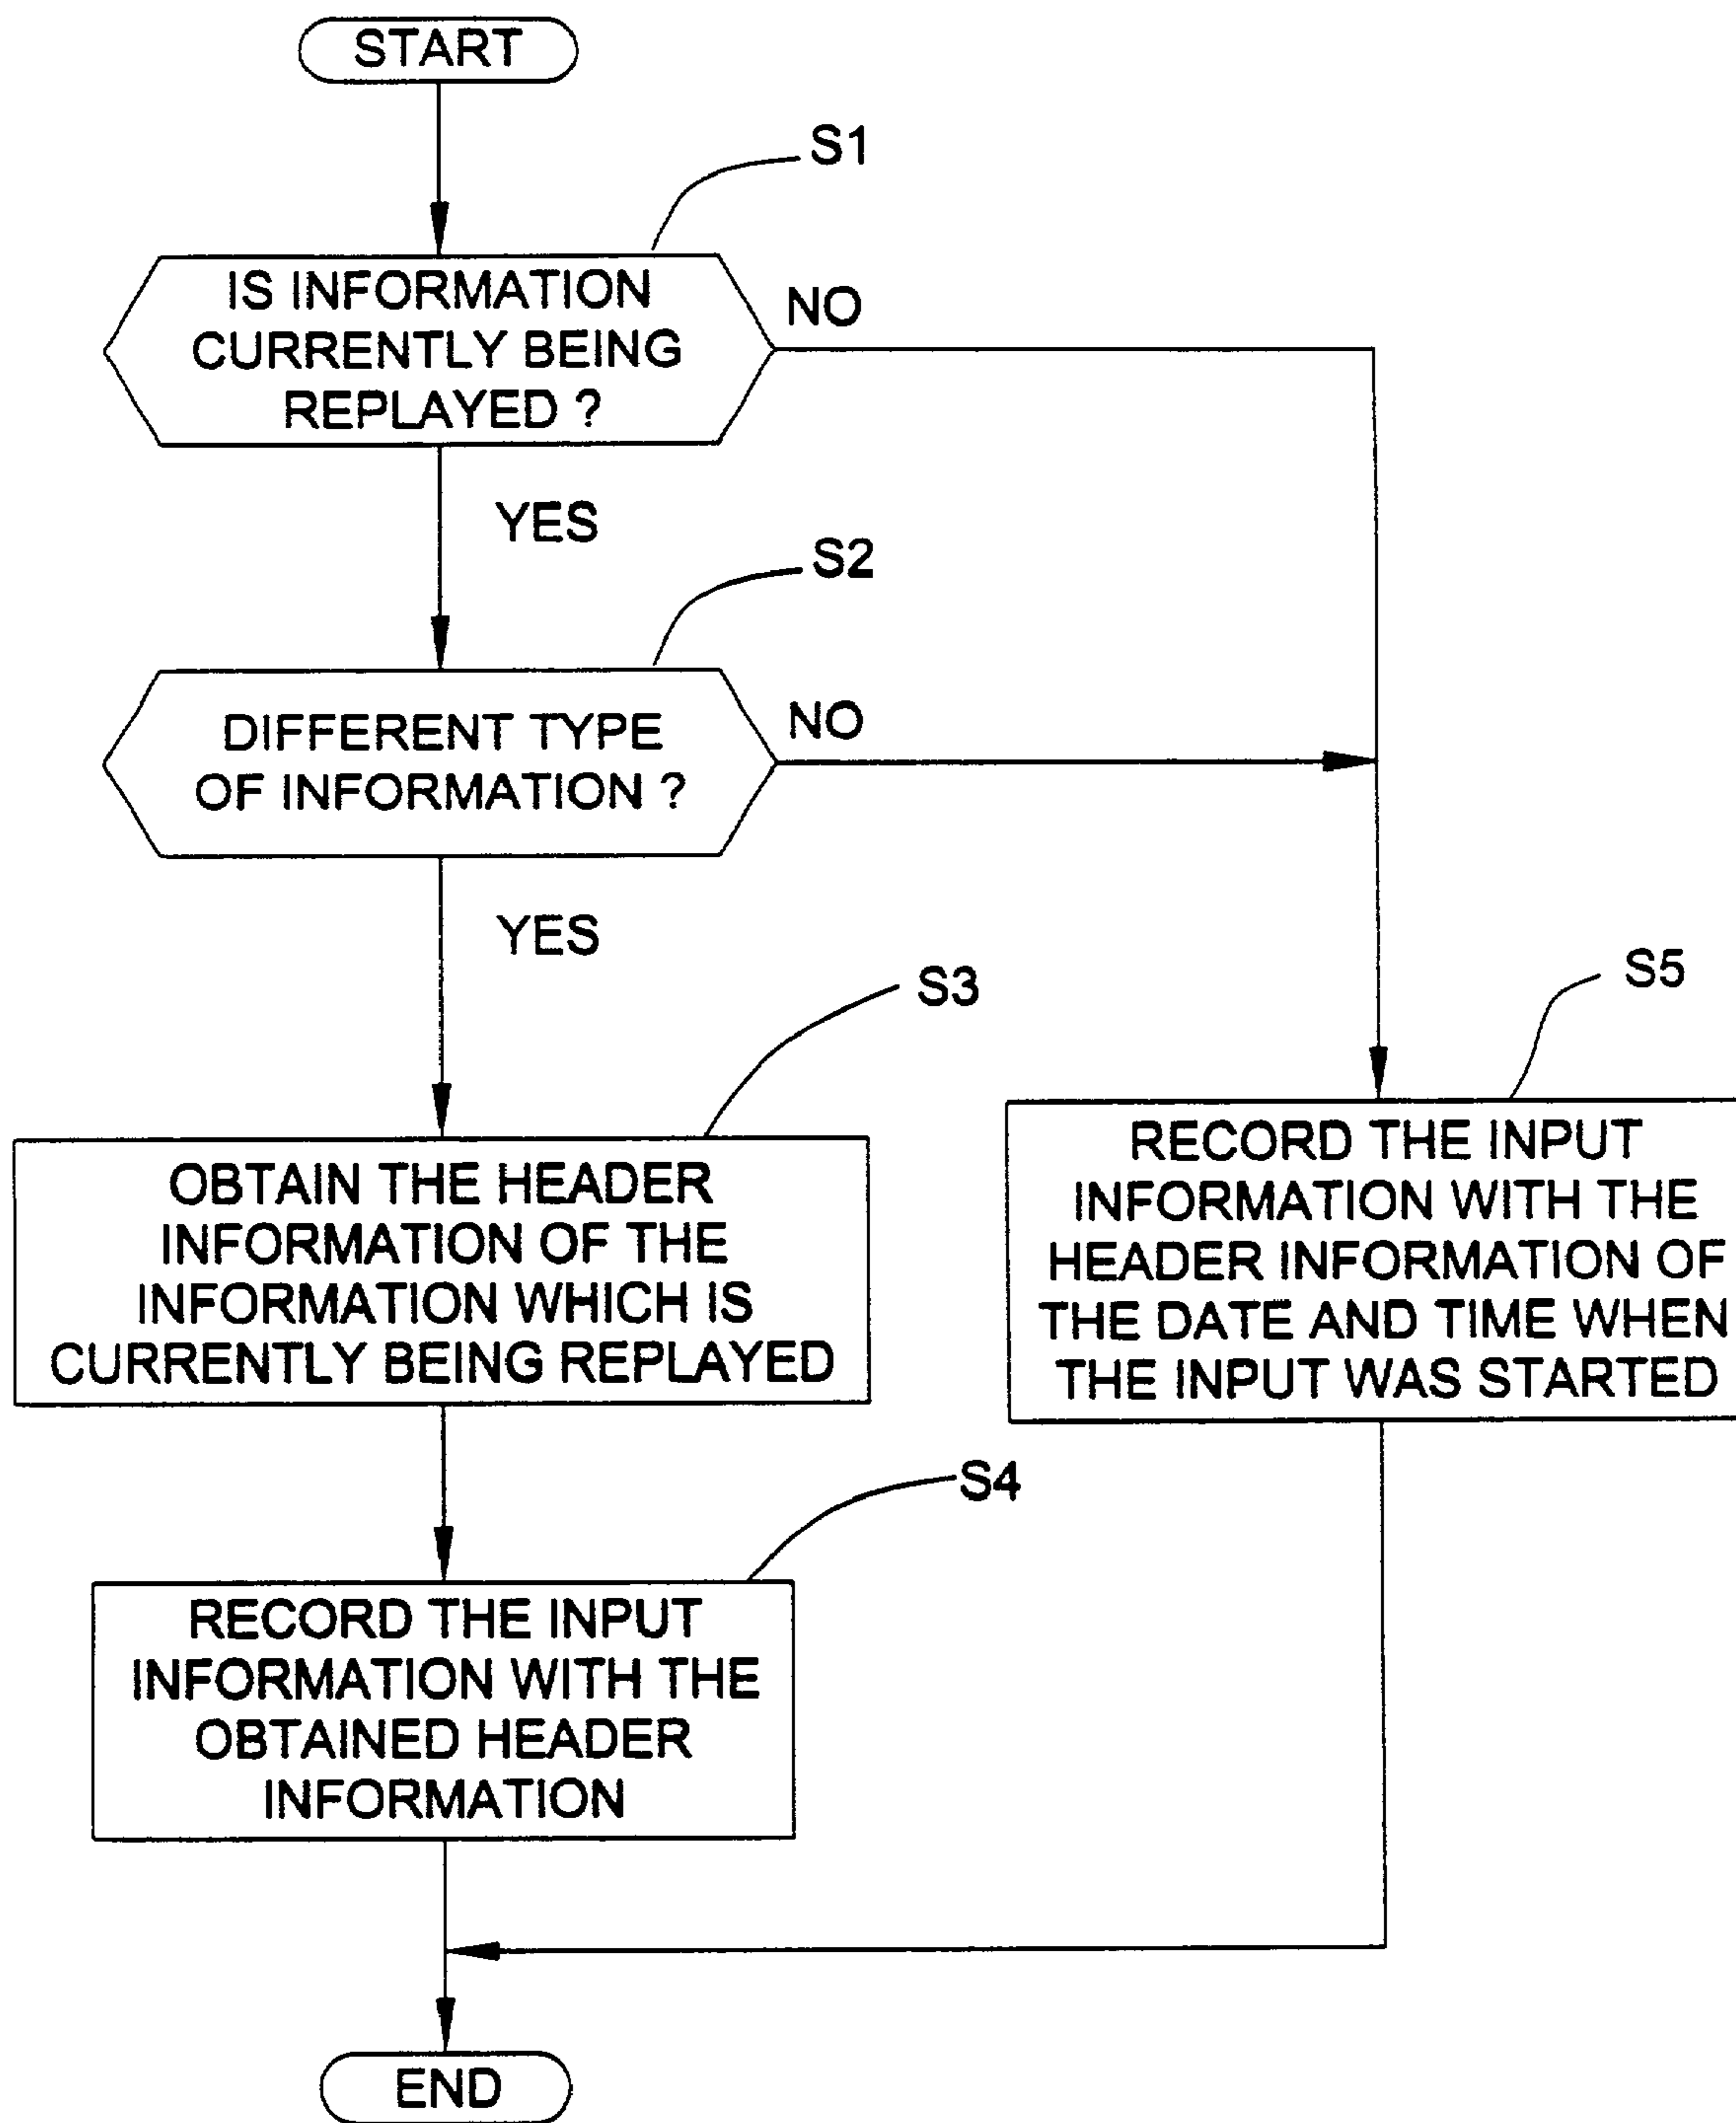 START
S1
IS INFORMATION
CURRENTLY BEING
REPLAYED ?
NO
YES
S2
DIFFERENT TYPE
OF INFORMATION ?
NO
YES
S3
OBTAIN THE HEADER
INFORMATION OF THE
INFORMATION WHICH IS
CURRENTLY BEING REPLAYED
S5
RECORD THE INPUT
INFORMATION WITH THE
HEADER INFORMATION OF
THE DATE AND TIME WHEN
THE INPUT WAS STARTED
S4
RECORD THE INPUT
INFORMATION WITH THE
OBTAINED HEADER
INFORMATION
END